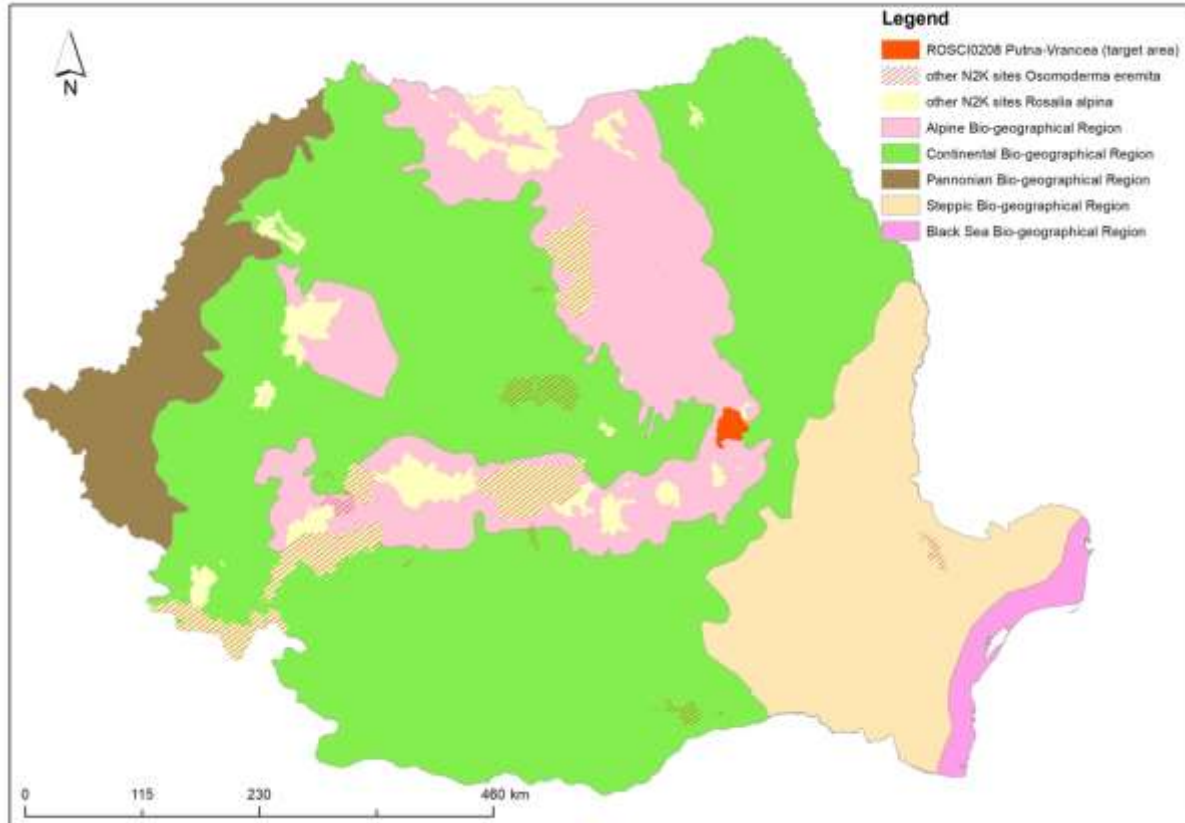 Legend
ROSCI0208 Putna-Vrancea (target area)
other N2K sites Osomoderma eremita
other N2K sites Rosalia alpina
Alpine Bio-geographical Region
Continental Bio-geographical Region
Pannonian Bio-geographical Region
Steppic Bio-geographical Region
Black Sea Bio-geographical Region
N
0 115 230 460 km